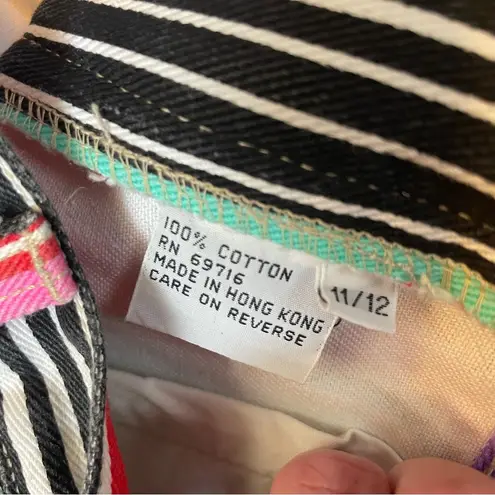 100% COTTON
RN 69716
MADE IN HONG KONG
CARE ON REVERSE
11/12